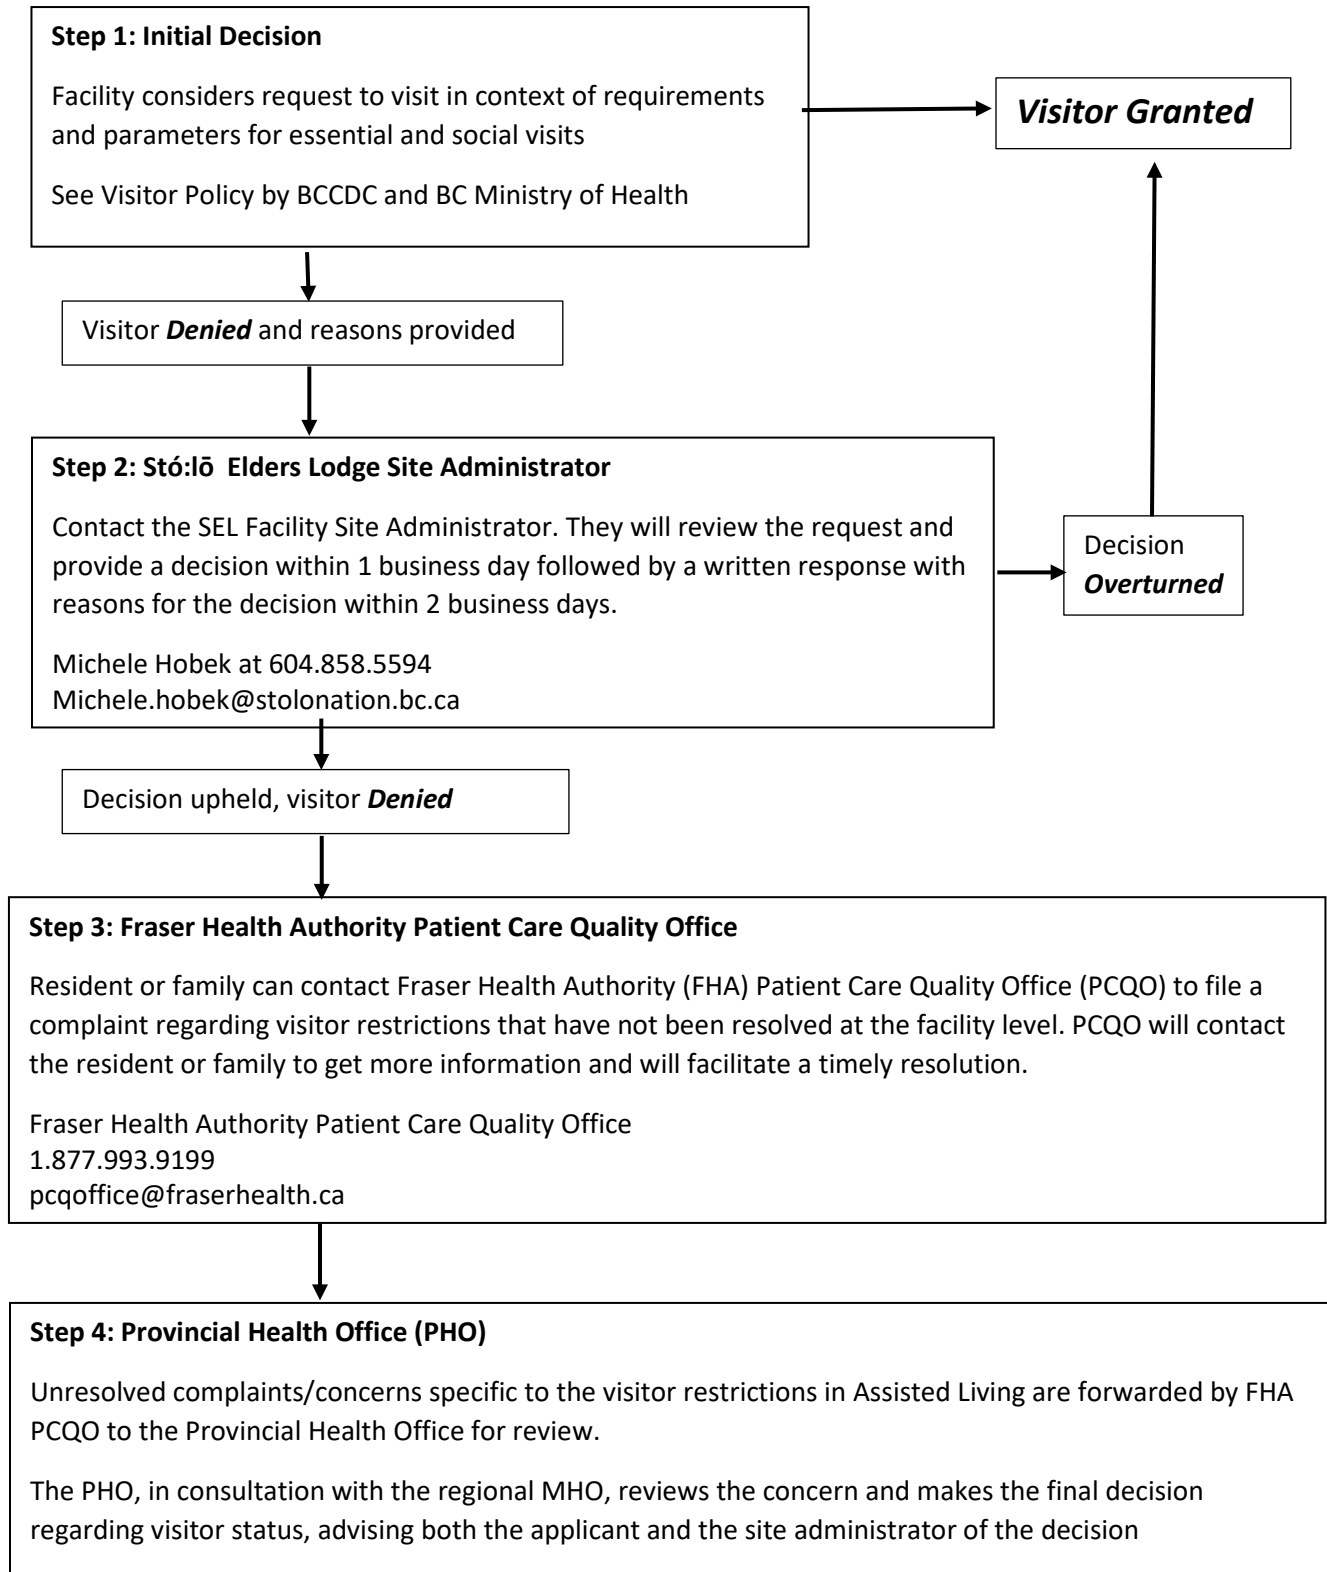 Step 1: Initial Decision
Facility considers request to visit in context of requirements
and parameters for essential and social visits
See Visitor Policy by BCCDC and BC Ministry of Health
Visitor Granted
Visitor Denied and reasons provided
Step 2: Stó:lō Elders Lodge Site Administrator
Contact the SEL Facility Site Administrator. They will review the request and
provide a decision within 1 business day followed by a written response with
reasons for the decision within 2 business days.
Michele Hobek at 604.858.5594
Michele.hobek@stolonation.bc.ca
Decision
Overturned
Decision upheld, visitor Denied
Step 3: Fraser Health Authority Patient Care Quality Office
Resident or family can contact Fraser Health Authority (FHA) Patient Care Quality Office (PCQO) to file a
complaint regarding visitor restrictions that have not been resolved at the facility level. PCQO will contact
the resident or family to get more information and will facilitate a timely resolution.
Fraser Health Authority Patient Care Quality Office
1.877.993.9199
pcqoffice@fraserhealth.ca
Step 4: Provincial Health Office (PHO)
Unresolved complaints/concerns specific to the visitor restrictions in Assisted Living are forwarded by FHA
PCQO to the Provincial Health Office for review.
The PHO, in consultation with the regional MHO, reviews the concern and makes the final decision
regarding visitor status, advising both the applicant and the site administrator of the decision